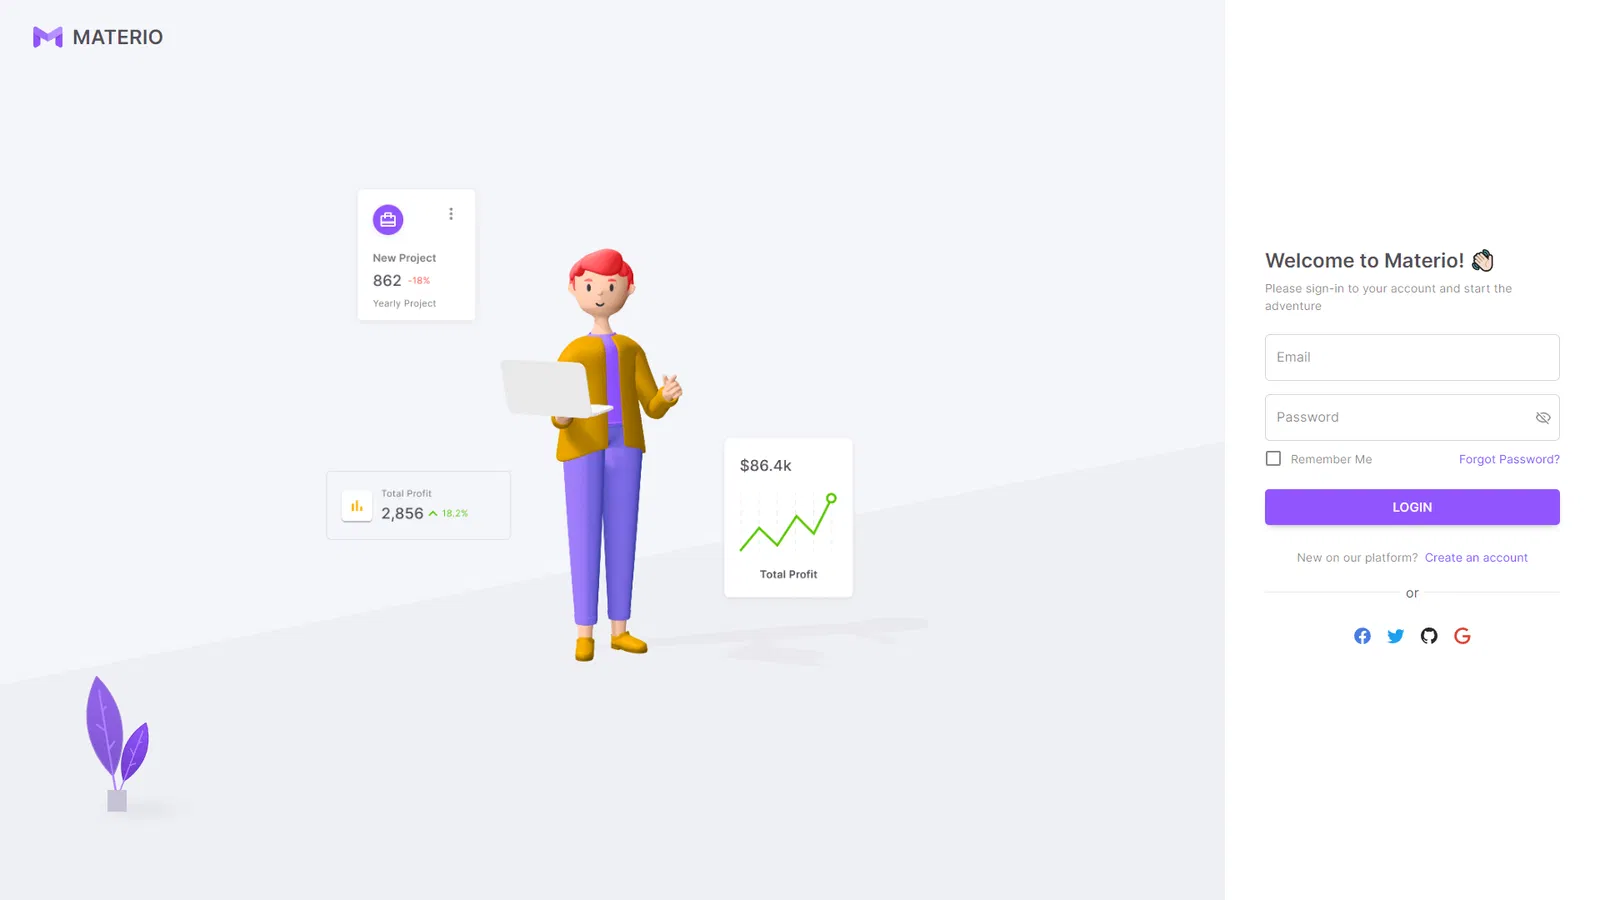 MATERIO
New Project
862 -18%
Yearly Project
Total Profit
2,856 18.2%
$86.4k
Total Profit
Welcome to Materio! 👋🏻
Please sign-in to your account and start the
adventure
Email
Password
Remember Me
Forgot Password?
LOGIN
New on our platform? Create an account
or